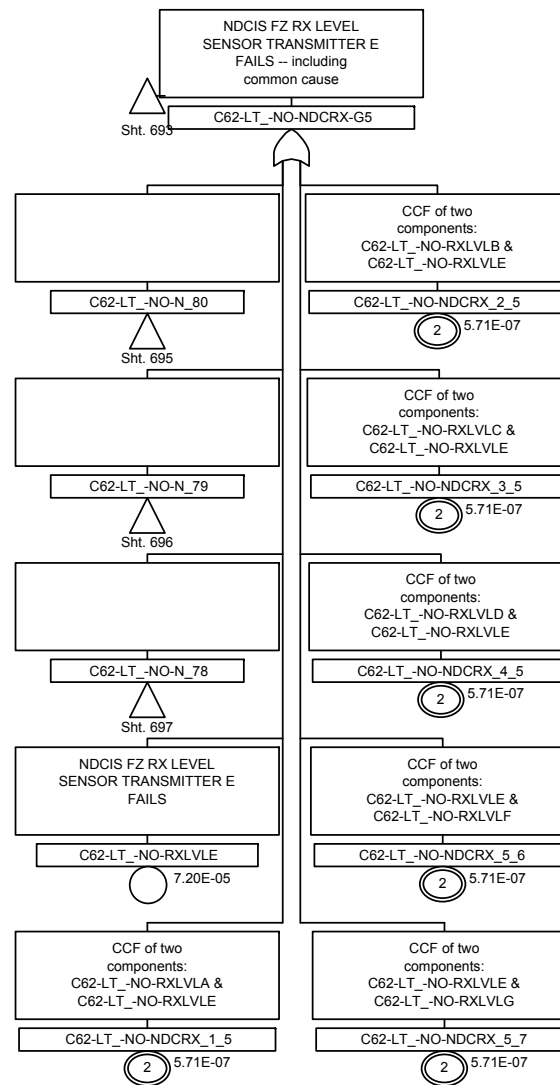 NDCIS FZ RX LEVEL
SENSOR TRANSMITTER E
FAILS -- including
common cause
Sht. 693
C62-LT_-NO-NDCRX-G5
C62-LT_-NO-N_80
Sht. 695
CCF of two
components:
C62-LT_-NO-RXLVLB &
C62-LT_-NO-RXLVLE
C62-LT_-NO-NDCRX_2_5
2
5.71E-07
C62-LT_-NO-N_79
Sht. 696
CCF of two
components:
C62-LT_-NO-RXLVLC &
C62-LT_-NO-RXLVLE
C62-LT_-NO-NDCRX_3_5
2
5.71E-07
C62-LT_-NO-N_78
Sht. 697
CCF of two
components:
C62-LT_-NO-RXLVLD &
C62-LT_-NO-RXLVLE
C62-LT_-NO-NDCRX_4_5
2
5.71E-07
NDCIS FZ RX LEVEL
SENSOR TRANSMITTER E
FAILS
C62-LT_-NO-RXLVLE
7.20E-05
CCF of two
components:
C62-LT_-NO-RXLVLE &
C62-LT_-NO-RXLVLF
C62-LT_-NO-NDCRX_5_6
2
5.71E-07
CCF of two
components:
C62-LT_-NO-RXLVLA &
C62-LT_-NO-RXLVLE
C62-LT_-NO-NDCRX_1_5
2
5.71E-07
CCF of two
components:
C62-LT_-NO-RXLVLE &
C62-LT_-NO-RXLVLG
C62-LT_-NO-NDCRX_5_7
2
5.71E-07